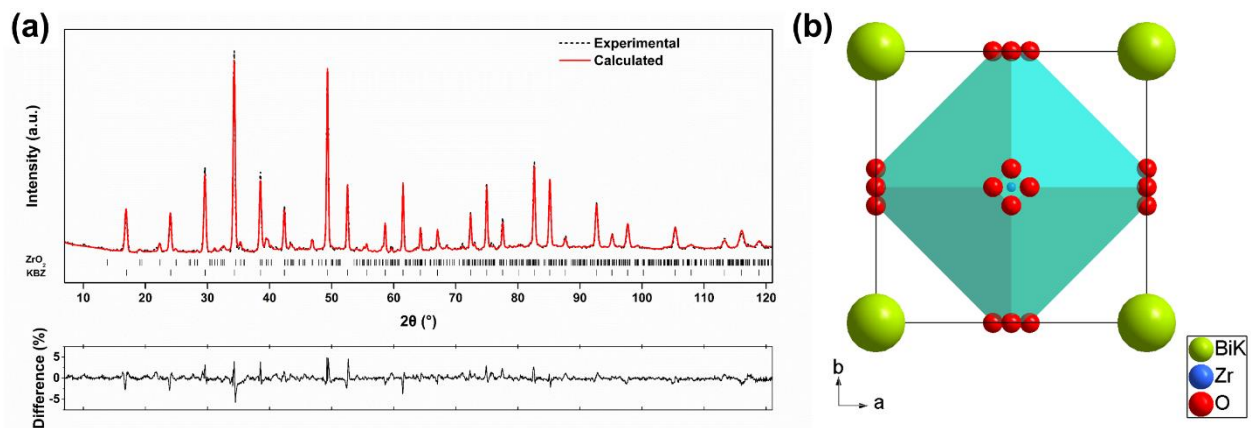 (a)
Experimental
Calculated
Intensity (a.u.)
ZrO₂
KBZ
10 20 30 40 50 60 70 80 90 100 110 120
2θ (°)
Difference (%)
5
0
-5
(b)
b
a
BiK
Zr
O